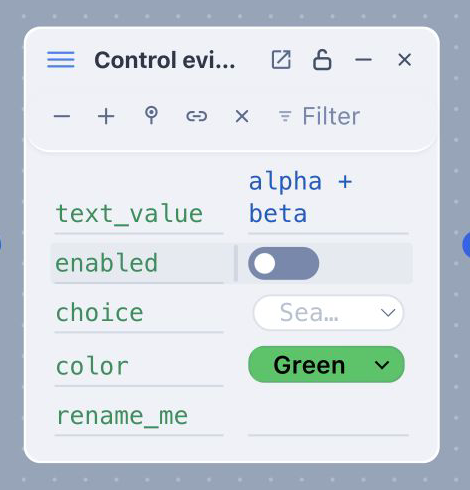 Control evi...
Filter
alpha +
text_value beta
enabled
choice Sea...
color Green
rename_me